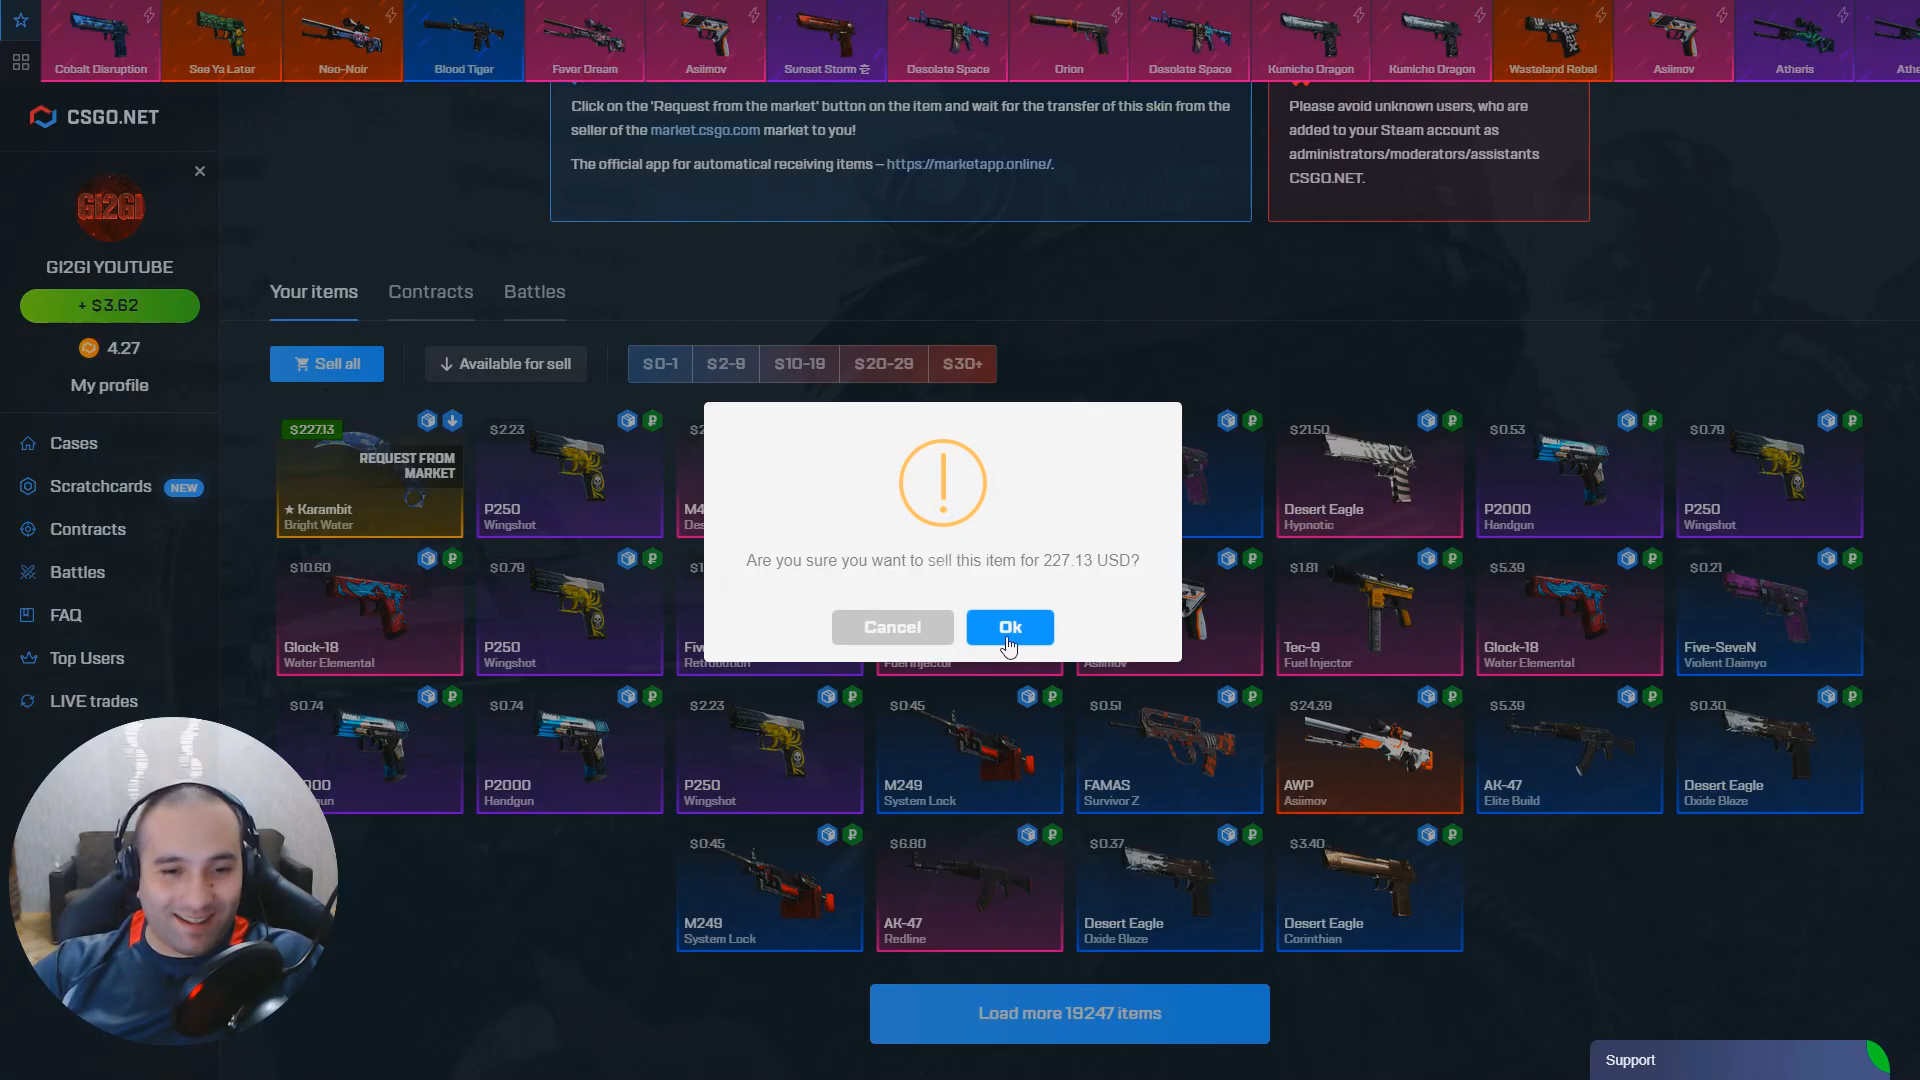 Cobalt Disruption
See Ya Later
Neo-Noir
Blood Tiger
Fever Dream
Asiimov
Sunset Storm 壱
Desolate Space
Orion
Desolate Space
Kumicho Dragon
Kumicho Dragon
Wasteland Rebel
Asiimov
Atheris
Athe
CSGO.NET
GI2GI
GI2GI YOUTUBE
+ $3.62
4.27
My profile
Cases
Scratchcards NEW
Contracts
Battles
FAQ
Top Users
LIVE trades
Click on the 'Request from the market' button on the item and wait for the transfer of this skin from the
seller of the market.csgo.com market to you!
The official app for automatical receiving items – https://marketapp.online/.
Please avoid unknown users, who are
added to your Steam account as
administrators/moderators/assistants
CSGO.NET.
Your items Contracts Battles
Sell all
Available for sell
$0-1 $2-9 $10-19 $20-29 $30+
$227.13
REQUEST FROM
MARKET
★ Karambit
Bright Water
$2.23
P250
Wingshot
M4
Des
$21.50
Desert Eagle
Hypnotic
$0.53
P2000
Handgun
$0.79
P250
Wingshot
Are you sure you want to sell this item for 227.13 USD?
Cancel
Ok
$10.60
Glock-18
Water Elemental
$0.79
P250
Wingshot
Five
Retribution
Fuel Injector
Asiimov
$1.81
Tec-9
Fuel Injector
$5.39
Glock-18
Water Elemental
$0.21
Five-SeveN
Violent Daimyo
$0.74
000
gun
$0.74
P2000
Handgun
$2.23
P250
Wingshot
$0.45
M249
System Lock
$0.51
FAMAS
Survivor Z
$24.39
AWP
Asiimov
$5.39
AK-47
Elite Build
$0.30
Desert Eagle
Oxide Blaze
$0.45
M249
System Lock
$6.80
AK-47
Redline
$0.37
Desert Eagle
Oxide Blaze
$3.40
Desert Eagle
Corinthian
Load more 19247 items
Support